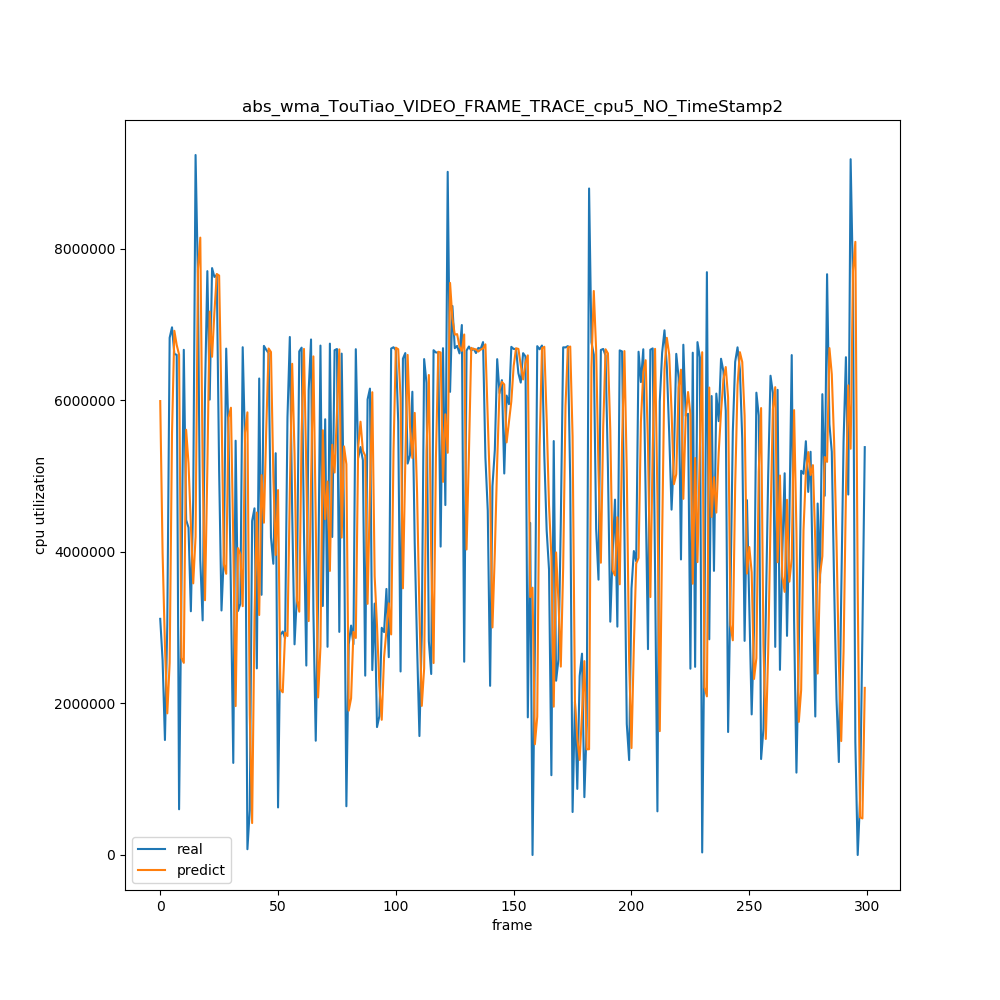 abs_wma_TouTiao_VIDEO_FRAME_TRACE_cpu5_NO_TimeStamp2
8000000
6000000
4000000
2000000
0
cpu utilization
real
predict
0 50 100 150 200 250 300
frame